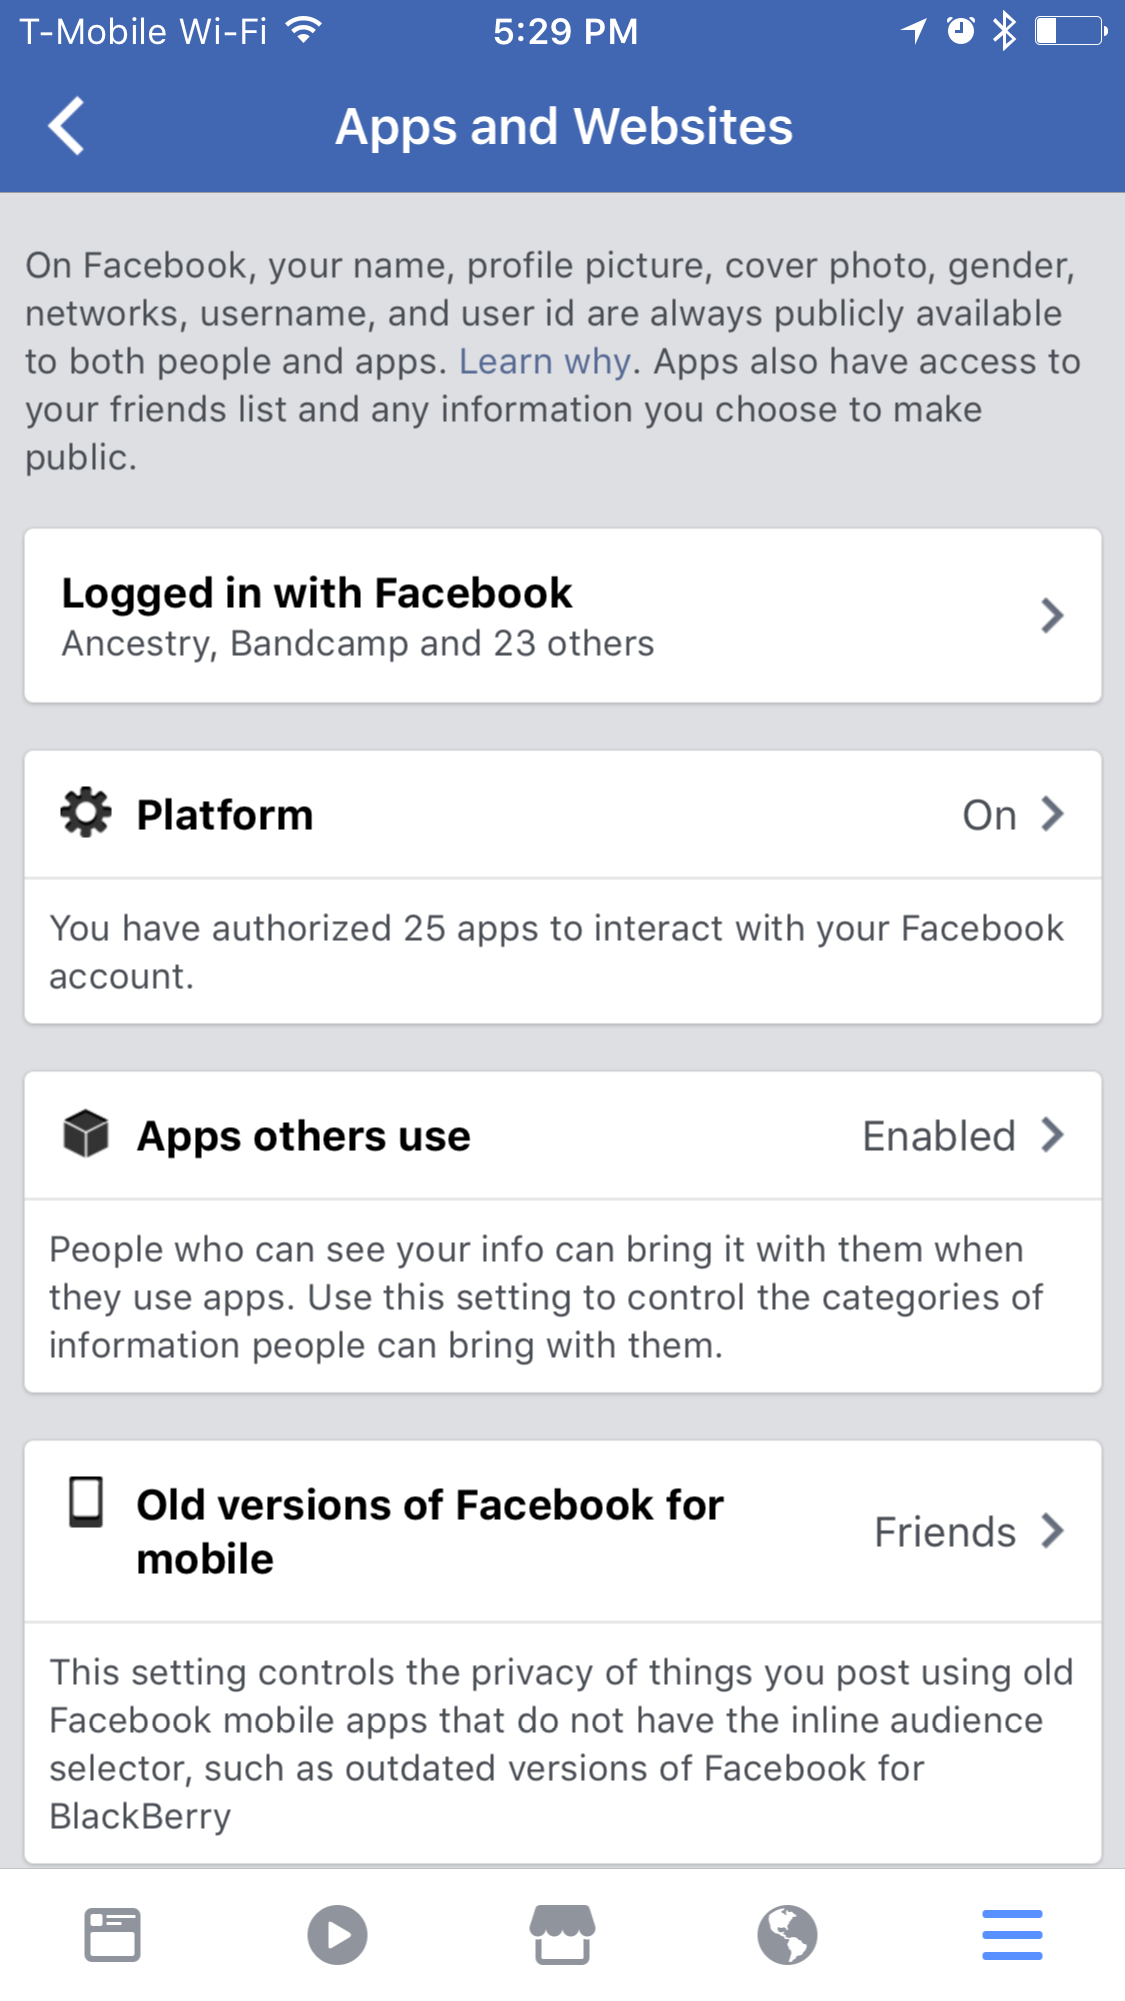 T-Mobile Wi-Fi 5:29 PM
Apps and Websites
On Facebook, your name, profile picture, cover photo, gender,
networks, username, and user id are always publicly available
to both people and apps. Learn why. Apps also have access to
your friends list and any information you choose to make
public.
Logged in with Facebook
Ancestry, Bandcamp and 23 others
Platform On
You have authorized 25 apps to interact with your Facebook
account.
Apps others use Enabled
People who can see your info can bring it with them when
they use apps. Use this setting to control the categories of
information people can bring with them.
Old versions of Facebook for
mobile
Friends
This setting controls the privacy of things you post using old
Facebook mobile apps that do not have the inline audience
selector, such as outdated versions of Facebook for
BlackBerry